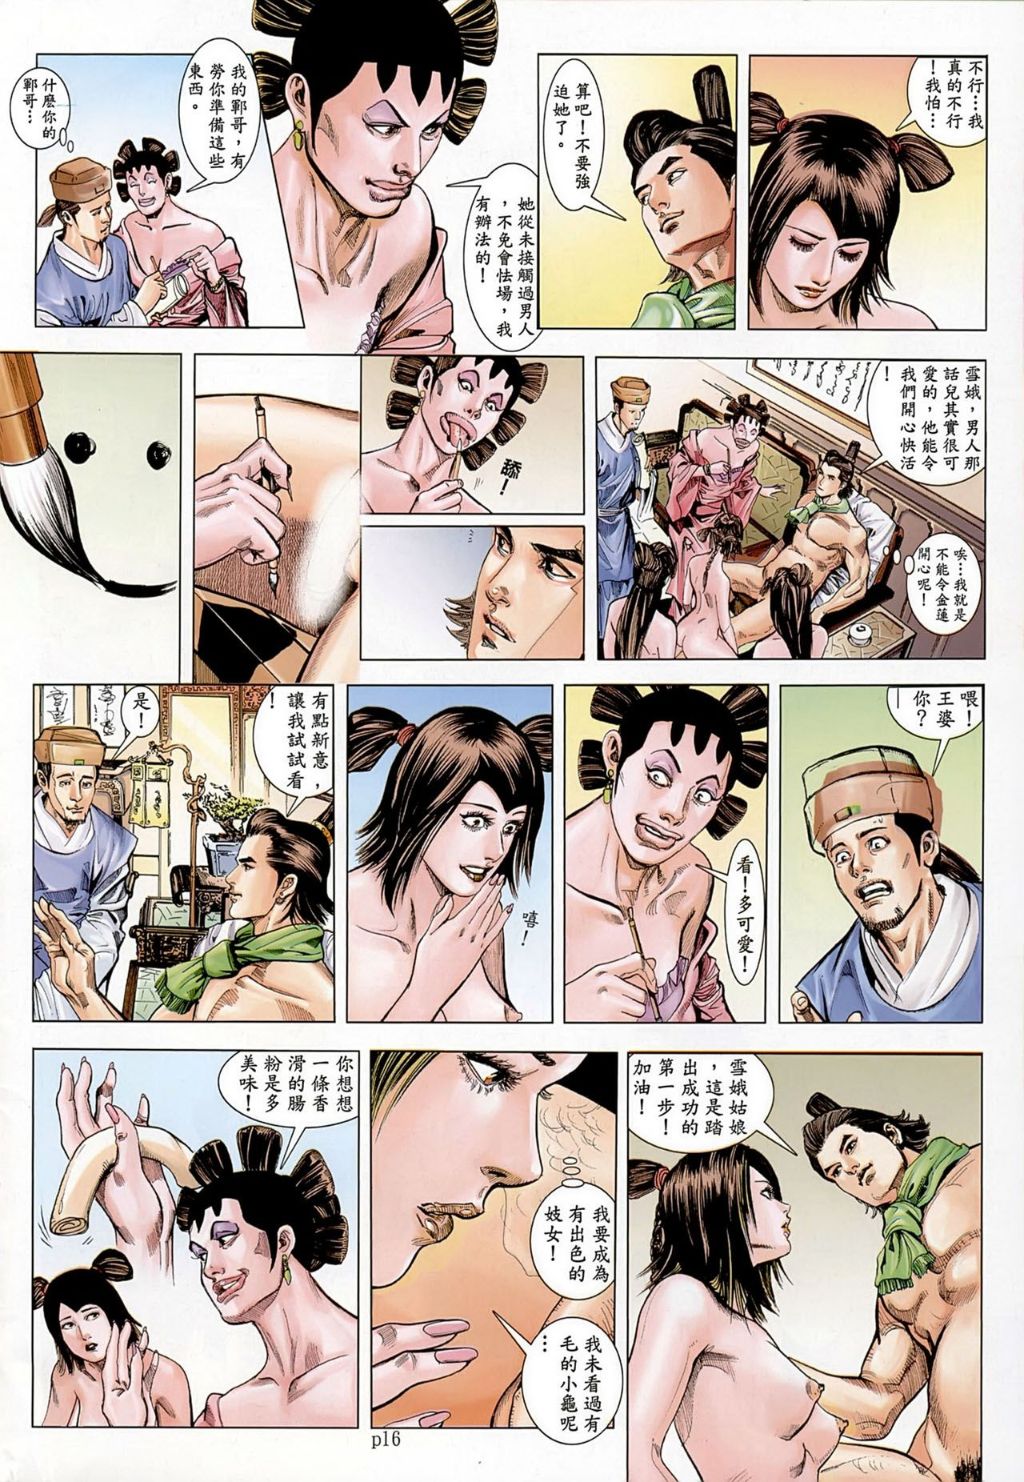 不行…我
真的不行
！我怕…
算吧！不要強
迫她了。
她從未接觸過男人
，不免會怯場，我
有辦法的！
我的鄆哥，有
勞你準備這些
東西。
什麼你的
鄆哥…
雪娥，男人那
話兒其實很可
愛的，他能令
我們開心快活
！
唉…我就是
不能令金蓮
開心呢！
舔！
喂！
王婆
你？
看！多可愛！
嘻！
有點新意，
讓我試試看
！
是！
雪娥姑娘
，這是踏
出成功的
第一步！
加油！
我要成為
有出色的
妓女！
我未看過有
毛的小龜呢
…
你想想
一條香
滑的腸
粉是多
美味！
p16